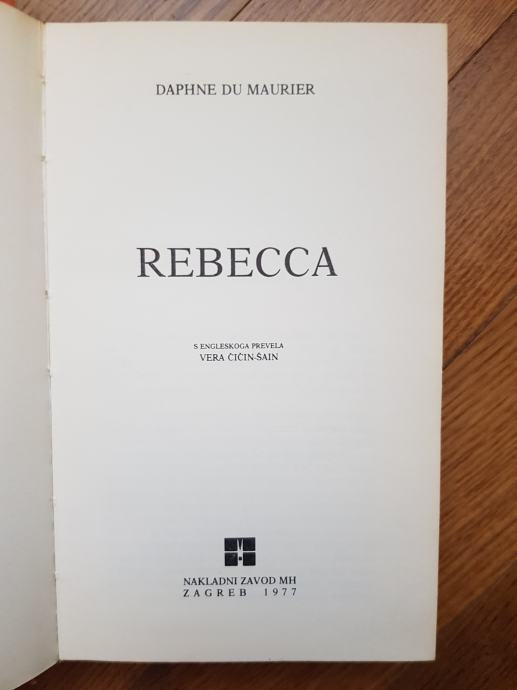 DAPHNE DU MAURIER
REBECCA
S ENGLESKOGA PREVELA
VERA ČIČIN-ŠAIN
NAKLADNI ZAVOD MH
ZAGREB 1977